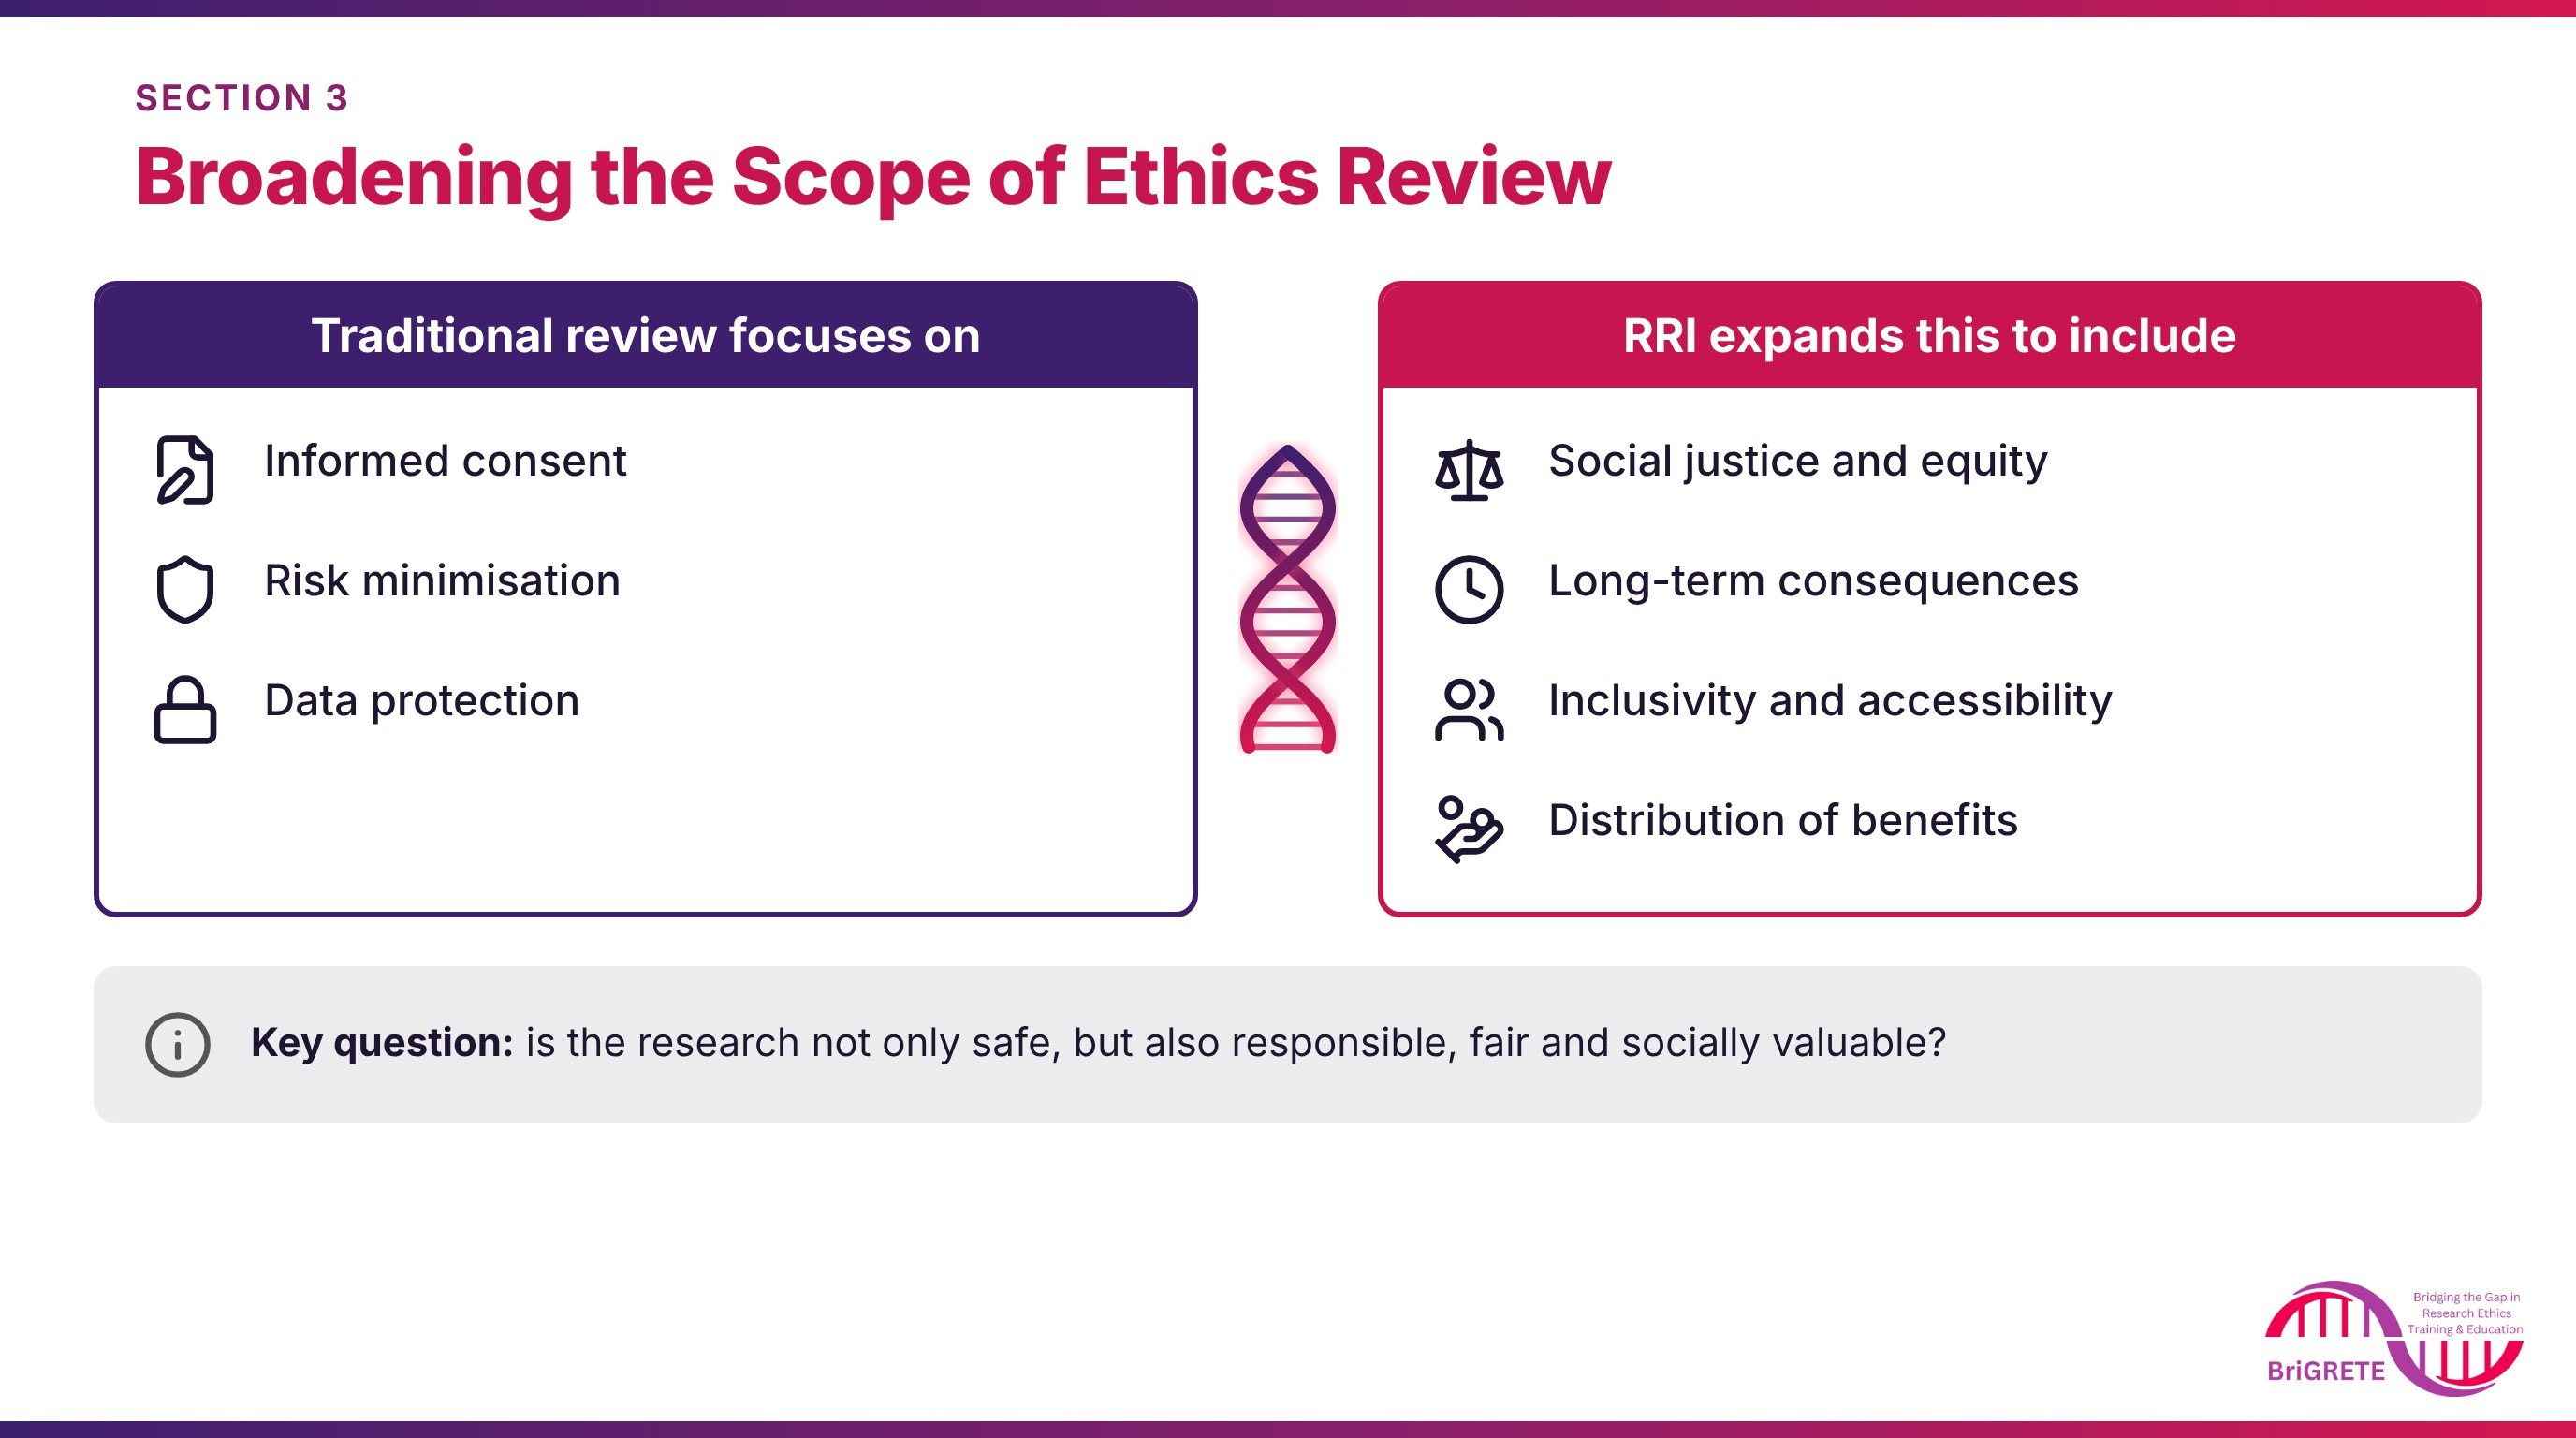 SECTION 3
Broadening the Scope of Ethics Review
Traditional review focuses on
Informed consent
Risk minimisation
Data protection
RRI expands this to include
Social justice and equity
Long-term consequences
Inclusivity and accessibility
Distribution of benefits
Key question: is the research not only safe, but also responsible, fair and socially valuable?
Bridging the Gap in
Research Ethics
Training & Education
BriGRETE